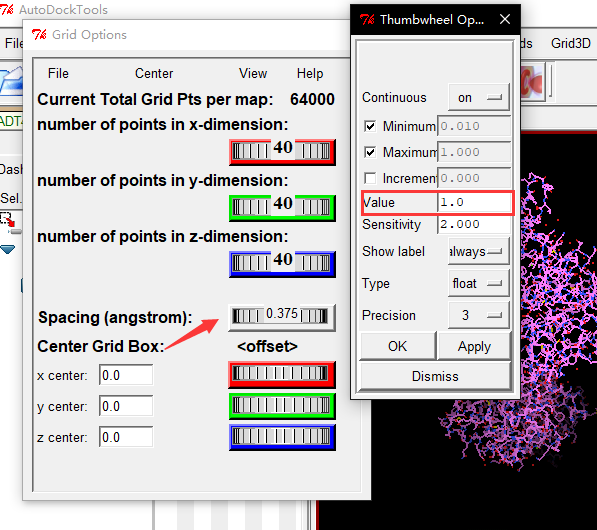 AutoDockTools
Grid Options
Thumbwheel Op...
File
ds Grid3D
File Center View Help
Current Total Grid Pts per map: 64000
number of points in x-dimension:
40
number of points in y-dimension:
40
number of points in z-dimension:
40
Spacing (angstrom): 0.375
Center Grid Box: <offset>
x center: 0.0
y center: 0.0
z center: 0.0
ADT4
Dash
Sel.
Continuous on
Minimum 0.010
Maximum 1.000
Increment 0.000
Value 1.0
Sensitivity 2.000
Show label always
Type float
Precision 3
OK Apply
Dismiss